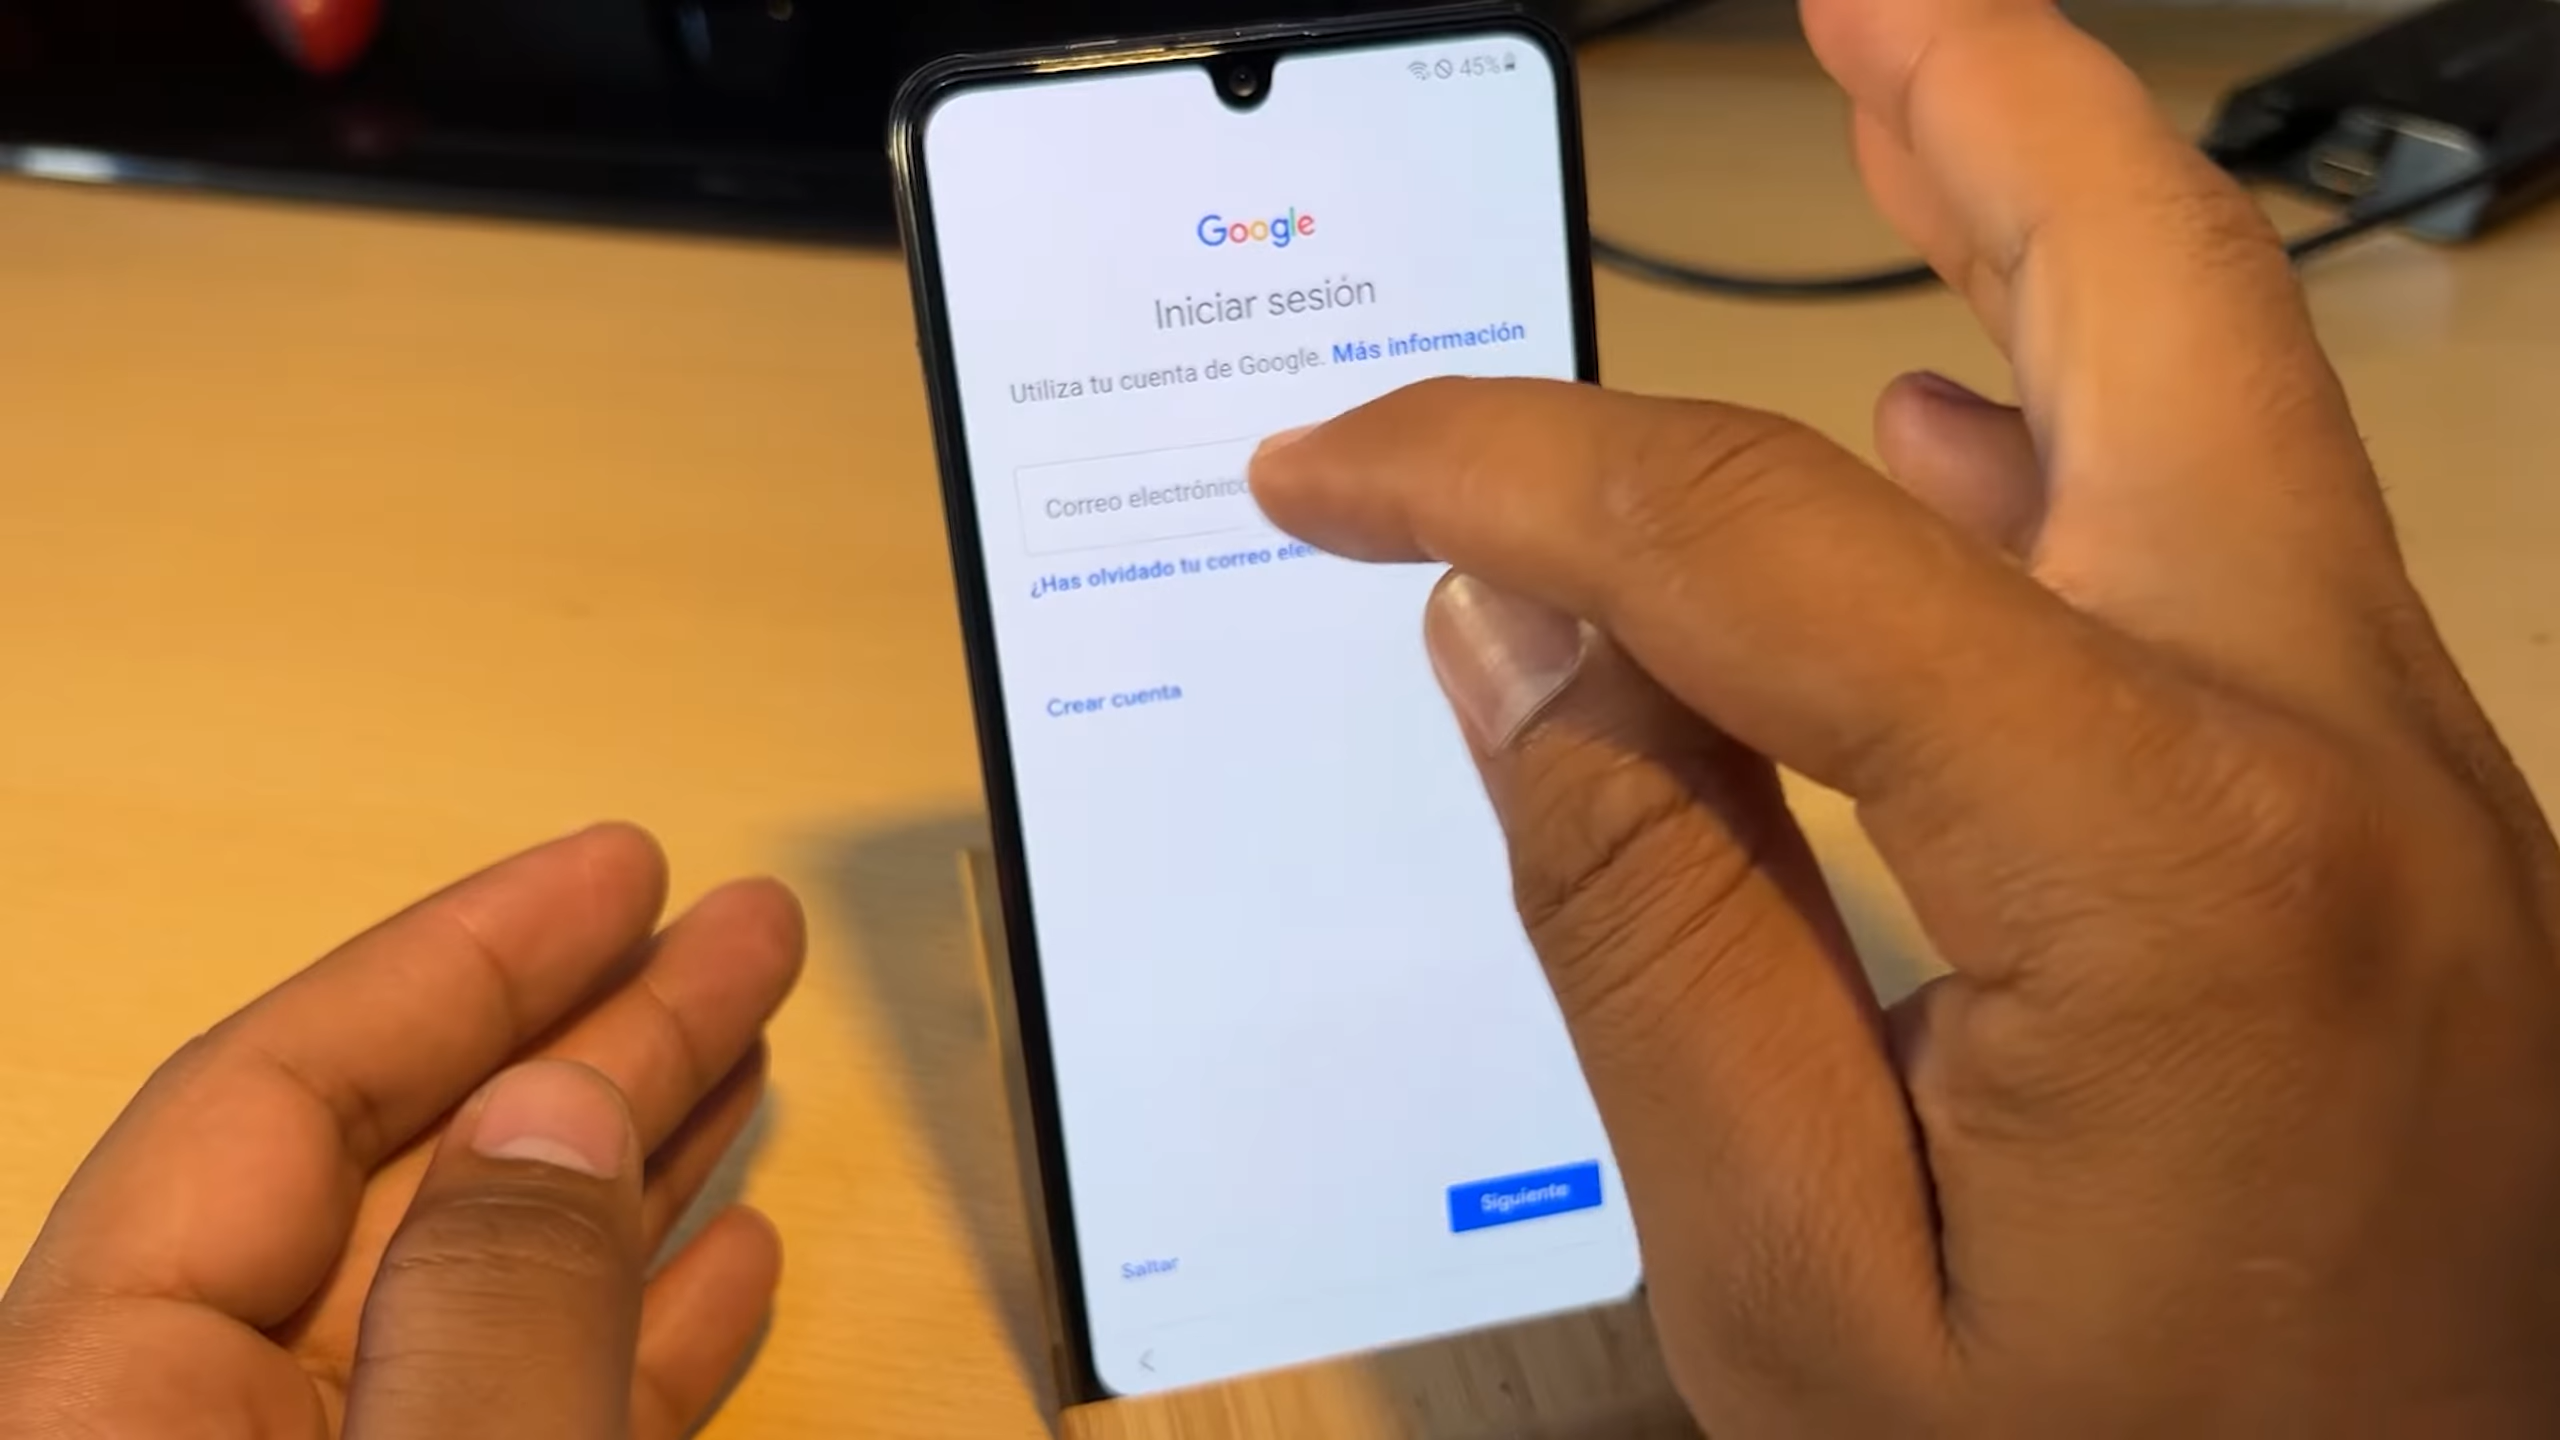 45%
Google
Iniciar sesión
Utiliza tu cuenta de Google. Más información
Correo electrónico
¿Has olvidado tu correo
Crear cuenta
Siguiente
Saltar